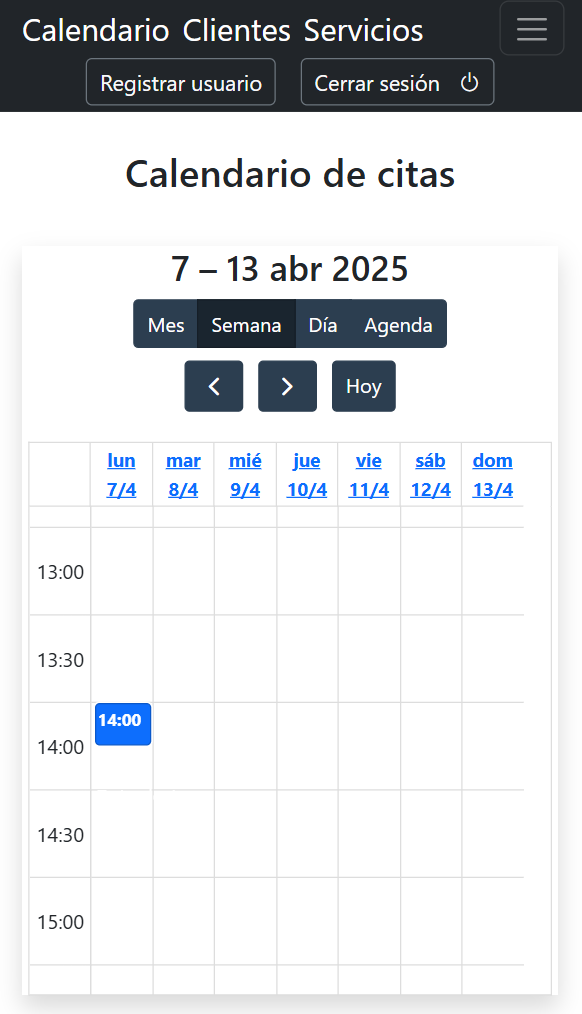 Calendario Clientes Servicios
Registrar usuario Cerrar sesión
Calendario de citas
7 – 13 abr 2025
Mes Semana Día Agenda
Hoy
lun mar mié jue vie sáb dom
7/4 8/4 9/4 10/4 11/4 12/4 13/4
13:00
13:30
14:00
14:00
14:30
15:00